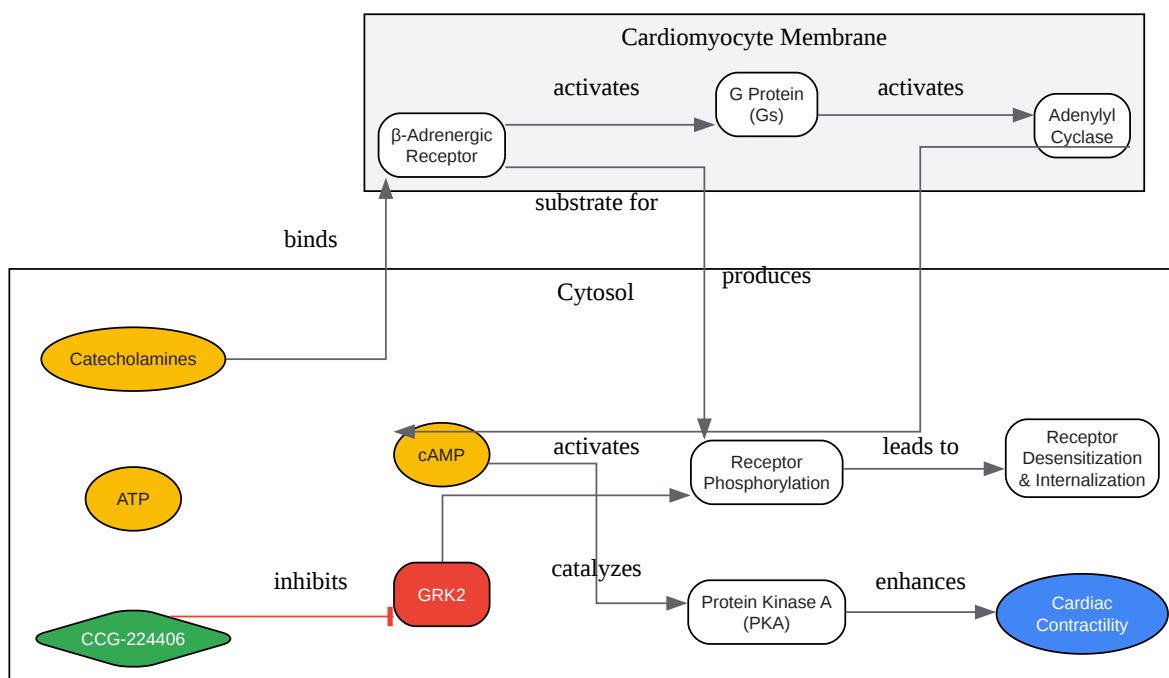 Cardiomyocyte Membrane
activates
G Protein
(Gs)
activates
Adenylyl
Cyclase
β-Adrenergic
Receptor
substrate for
binds
produces
Cytosol
Catecholamines
cAMP
activates
Receptor
Phosphorylation
leads to
Receptor
Desensitization
& Internalization
ATP
inhibits
GRK2
catalyzes
Protein Kinase A
(PKA)
enhances
Cardiac
Contractility
CCG-224406